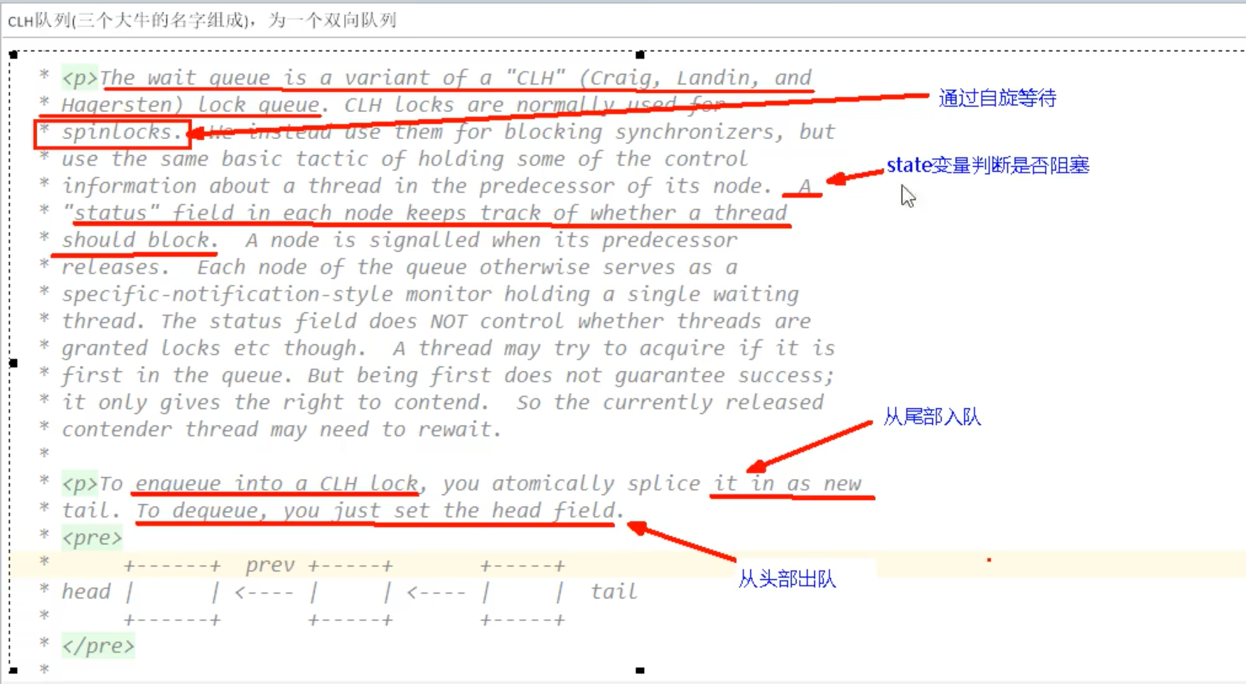 CLH队列(三个大牛的名字组成)，为一个双向队列
* <p>The wait queue is a variant of a "CLH" (Craig, Landin, and
* Hagersten) lock queue. CLH locks are normally used for
通过自旋等待
* spinlocks. We instead use them for blocking synchronizers, but
* use the same basic tactic of holding some of the control
state变量判断是否阻塞
* information about a thread in the predecessor of its node.  A
* "status" field in each node keeps track of whether a thread
* should block.  A node is signalled when its predecessor
* releases.  Each node of the queue otherwise serves as a
* specific-notification-style monitor holding a single waiting
* thread. The status field does NOT control whether threads are
* granted locks etc though.  A thread may try to acquire if it is
* first in the queue. But being first does not guarantee success;
* it only gives the right to contend.  So the currently released
从尾部入队
* contender thread may need to rewait.
*
* <p>To enqueue into a CLH lock, you atomically splice it in as new
* tail. To dequeue, you just set the head field.
* <pre>
*      +------+  prev +-----+       +-----+
从头部出队
* head |      | <---- |     | <---- |     |  tail
*      +------+       +-----+       +-----+
* </pre>
*